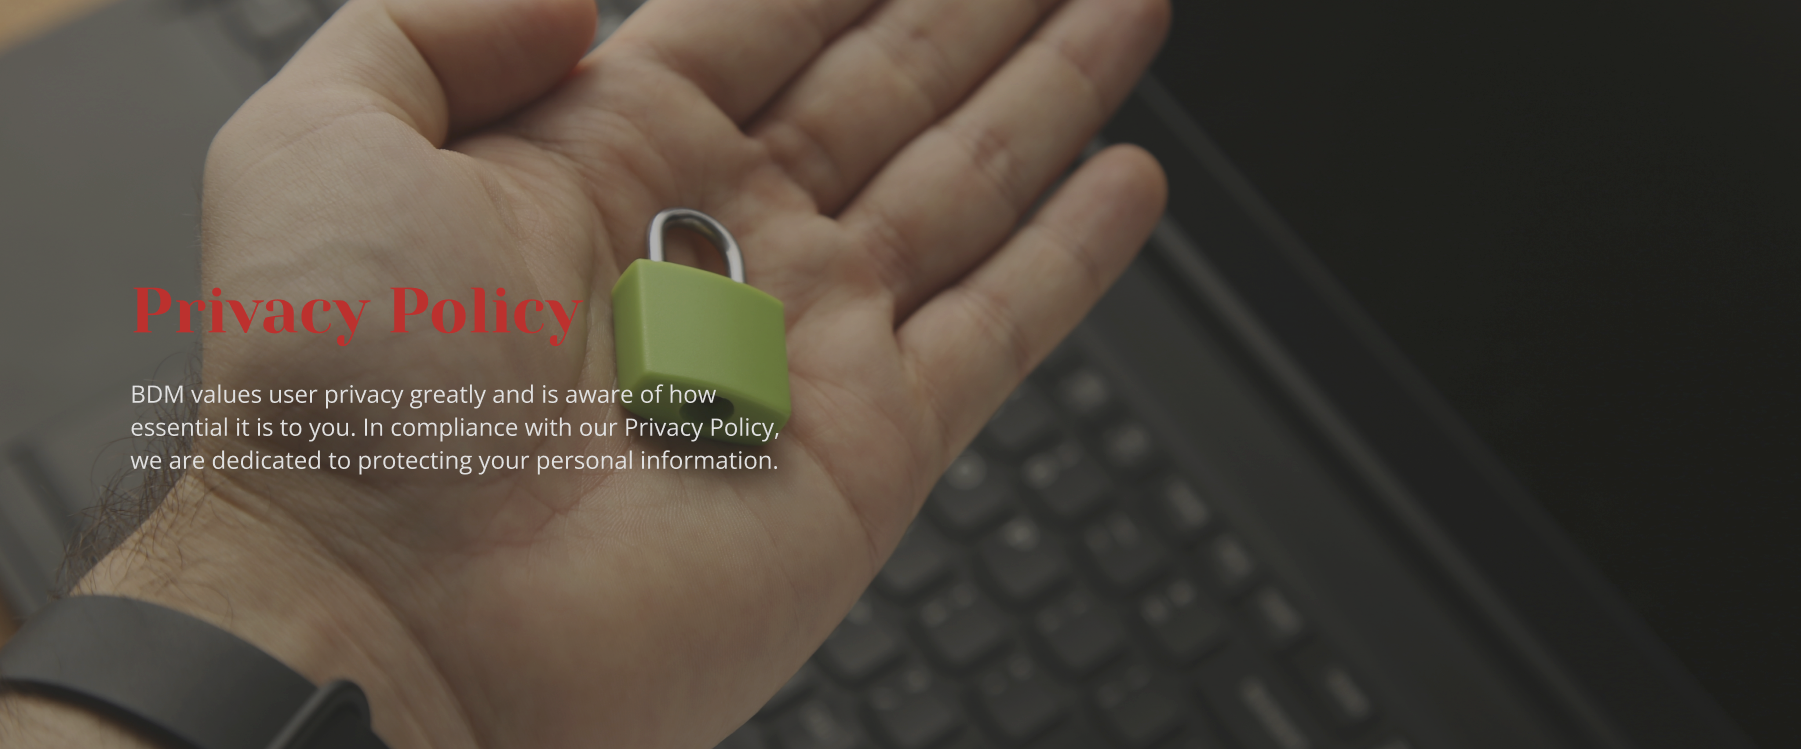 Privacy Policy
BDM values user privacy greatly and is aware of how
essential it is to you. In compliance with our Privacy Policy,
we are dedicated to protecting your personal information.